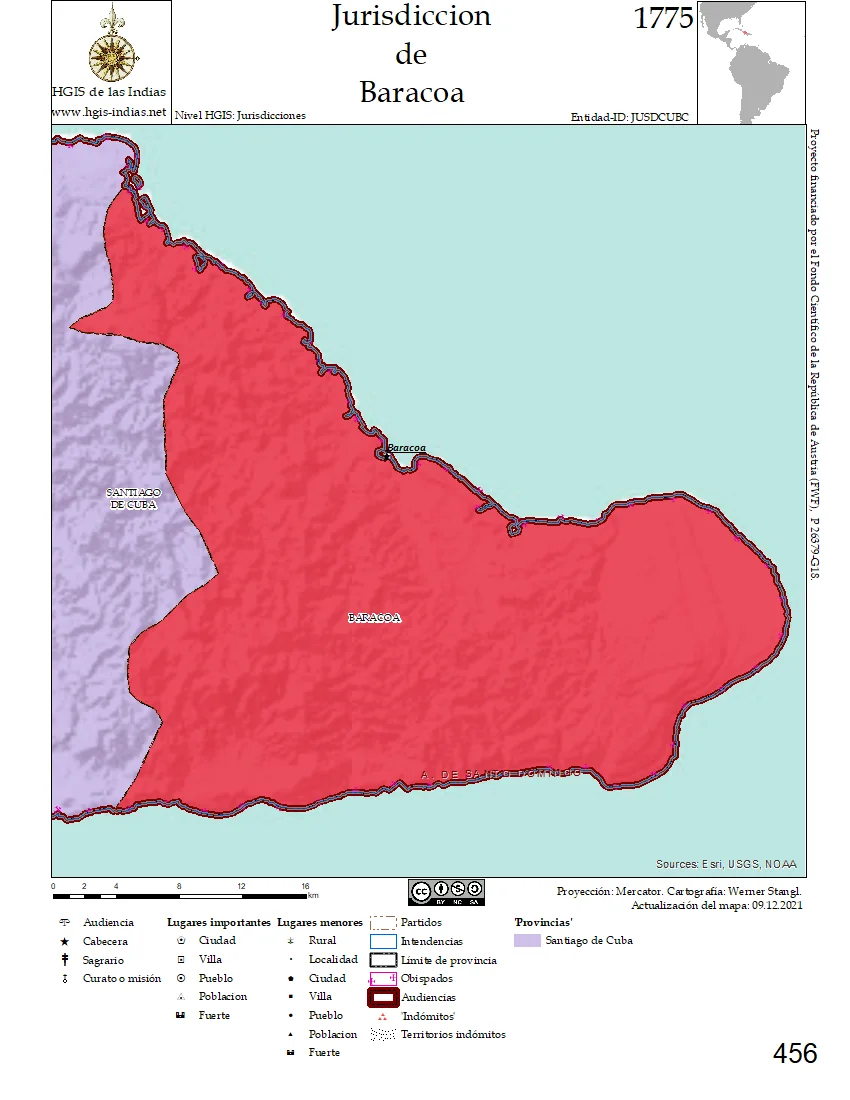 Jurisdiccion
de
Baracoa
1775
HGIS de las Indias
www.hgis-indias.net
Nivel HGIS: Jurisdicciones
Entidad-ID: JUSDCUBC
Proyecto financiado por el Fondo Científico de la República de Austria (FWF), P 26379-G18.
Baracoa
SANTIAGO
DE CUBA
BARACOA
A. DE SANTO DOMINGO
Sources: Esri, USGS, NOAA
0 2 4 8 12 16
km
cc BY NC SA
Proyección: Mercator. Cartografía: Werner Stangl.
Actualización del mapa: 09.12.2021
Audiencia
Cabecera
Sagrario
Curato o misión
Lugares importantes
Ciudad
Villa
Pueblo
Poblacion
Fuerte
Lugares menores
Rural
Localidad
Ciudad
Villa
Pueblo
Poblacion
Fuerte
Partidos
Intendencias
Límite de provincia
Obispados
Audiencias
'Indómitos'
Territorios indómitos
'Provincias'
Santiago de Cuba
456